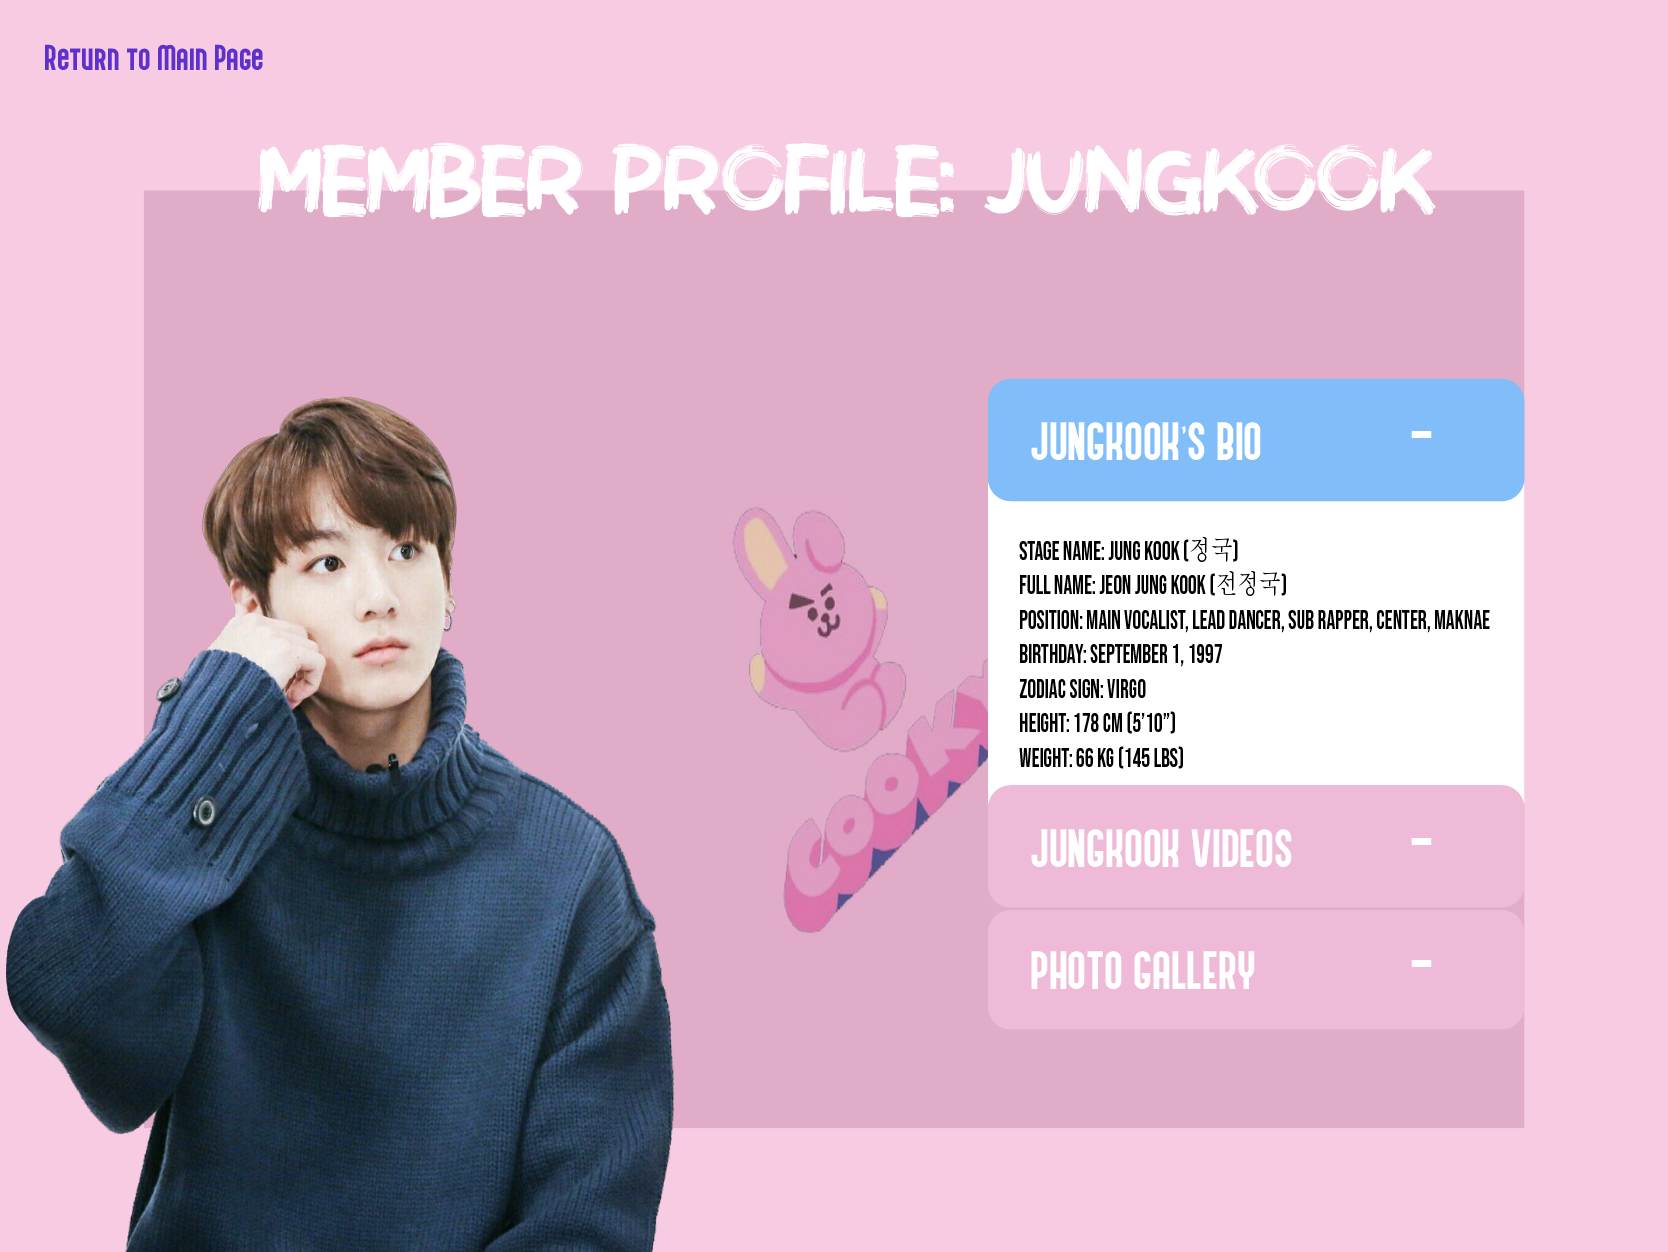 Return to Main Page
MEMBER PROFILE: JUNGKOOK
JUNGKOOK'S BIO -
STAGE NAME: JUNG KOOK (정국)
FULL NAME: JEON JUNG KOOK (전정국)
POSITION: MAIN VOCALIST, LEAD DANCER, SUB RAPPER, CENTER, MAKNAE
BIRTHDAY: SEPTEMBER 1, 1997
ZODIAC SIGN: VIRGO
HEIGHT: 178 CM (5’10”)
WEIGHT: 66 KG (145 LBS)
COOKY
JUNGKOOK VIDEOS -
PHOTO GALLERY -